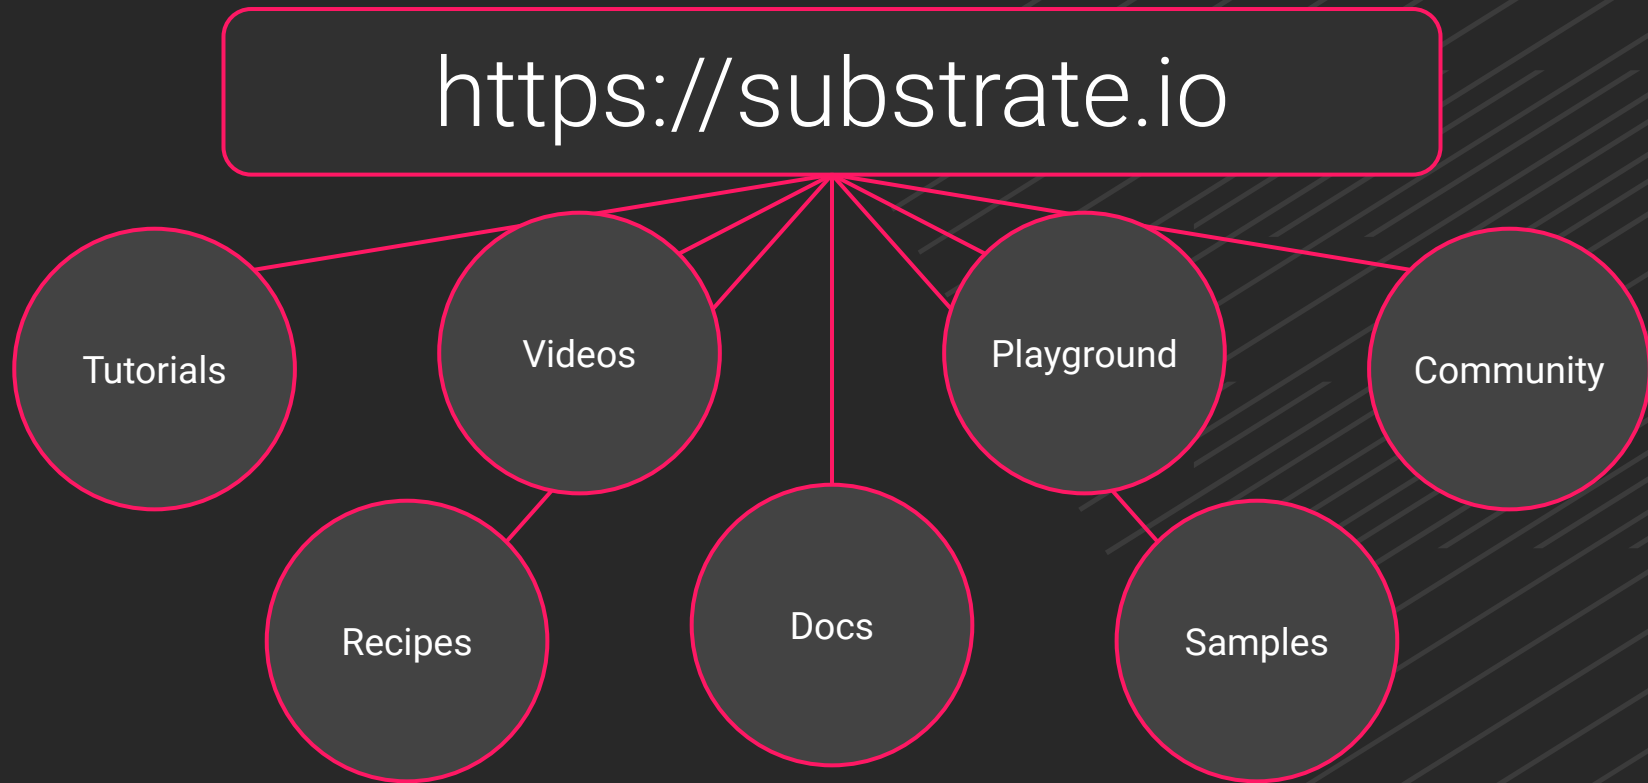 https://substrate.io
Tutorials
Videos
Playground
Community
Recipes
Docs
Samples